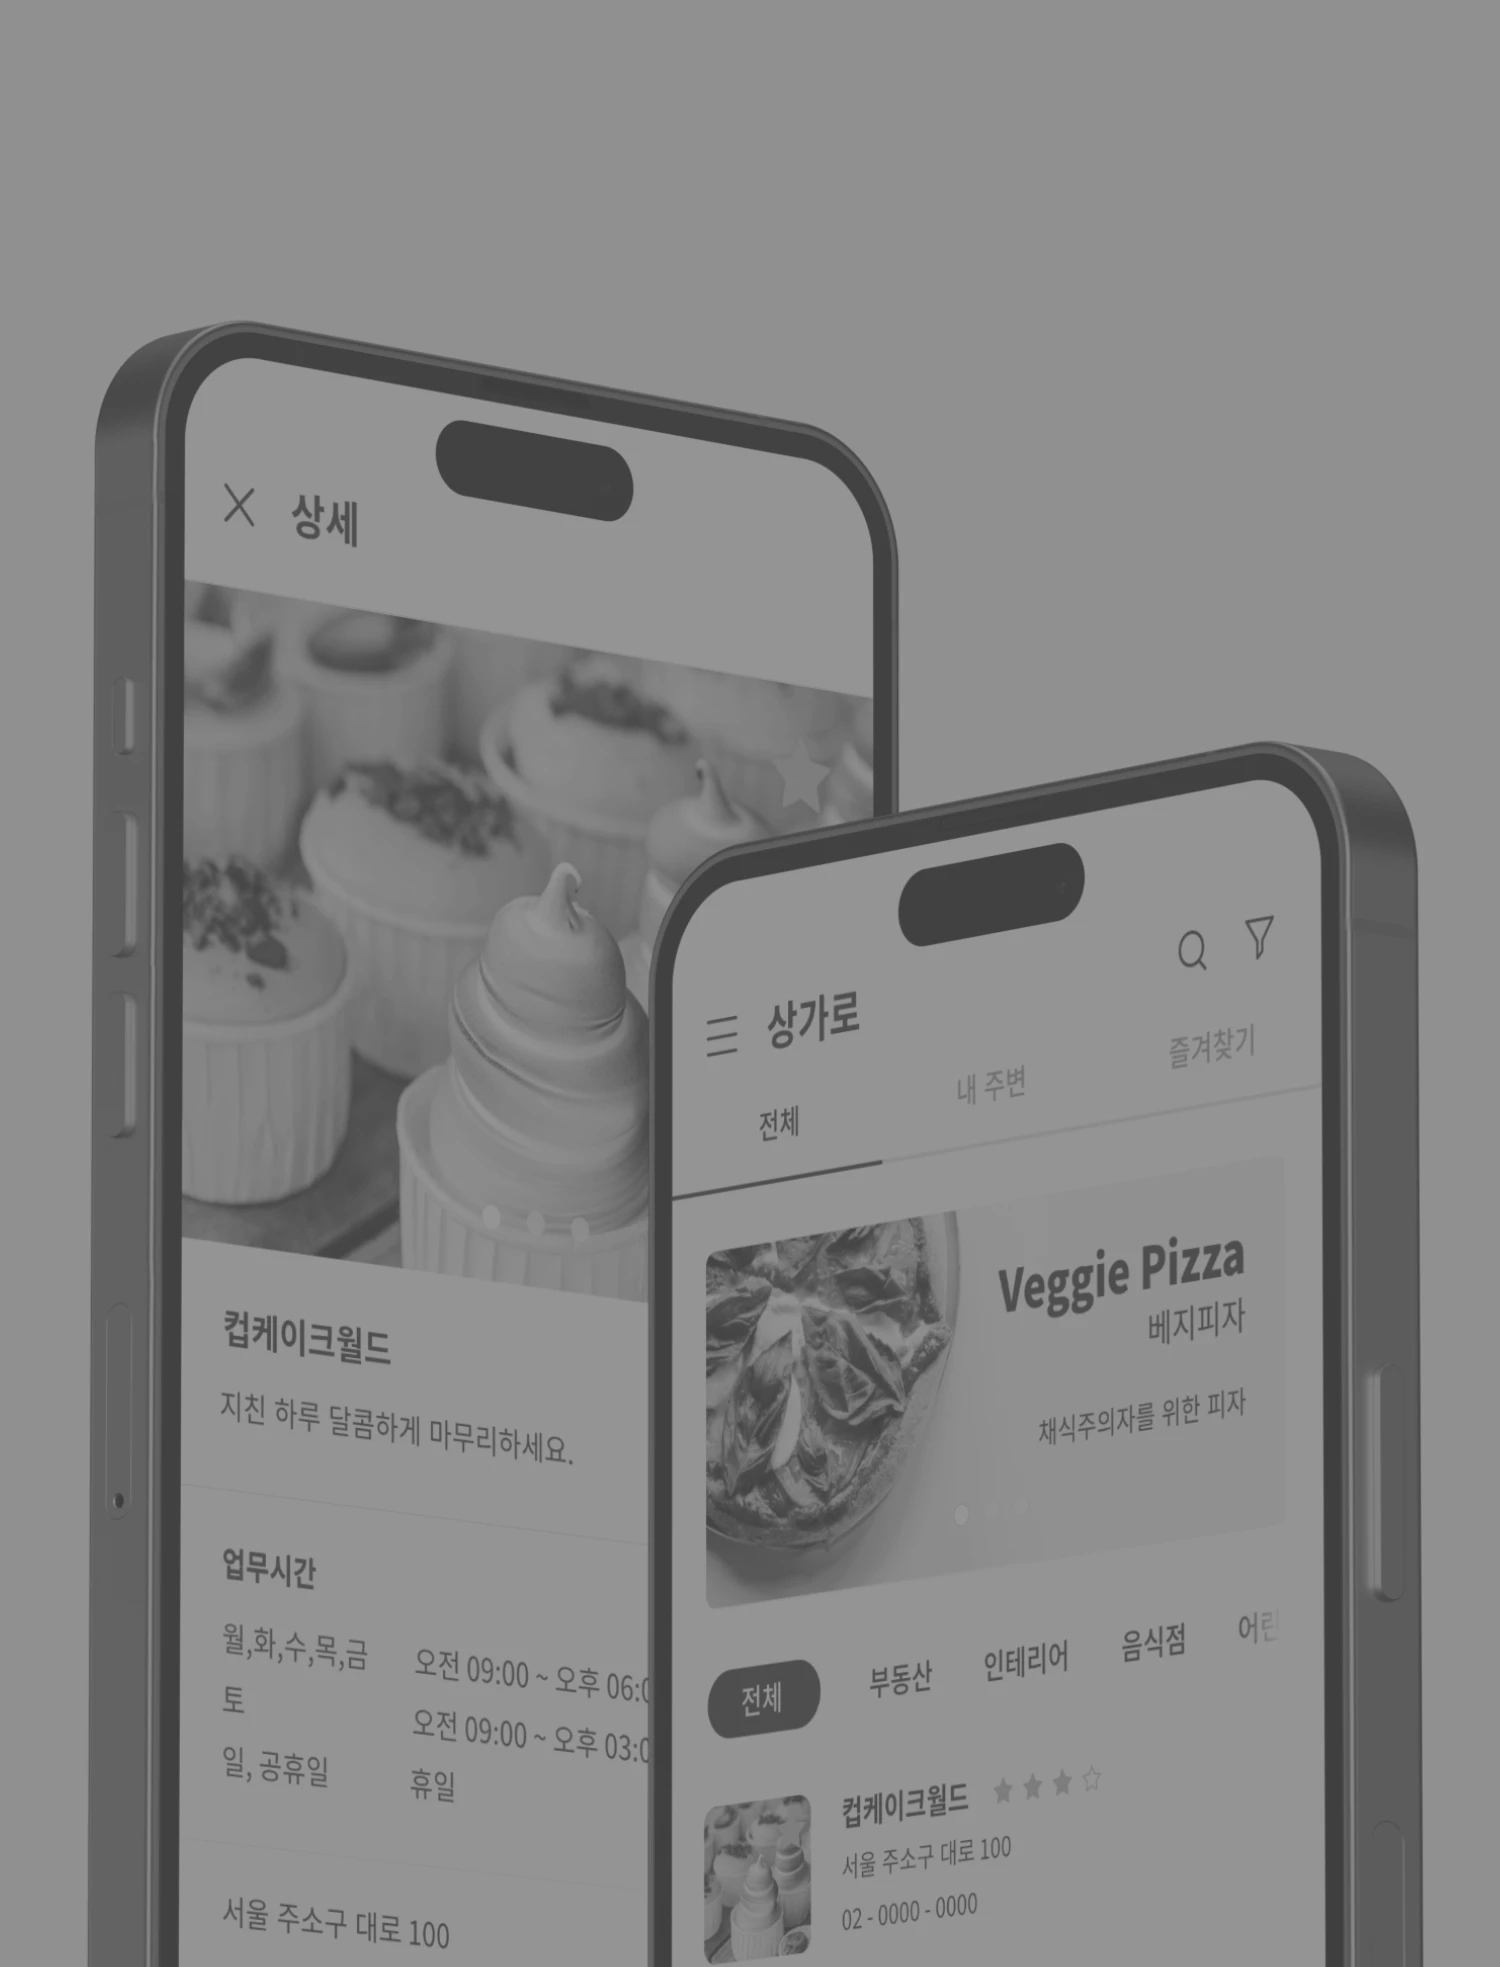 상세
컵케이크월드
지친 하루 달콤하게 마무리하세요.
업무시간
월,화,수,목,금 오전 09:00 ~ 오후 06:
토 오전 09:00 ~ 오후 03:
일, 공휴일 휴일
서울 주소구 대로 100
상가로
전체 내 주변 즐겨찾기
Veggie Pizza
베지피자
채식주의자를 위한 피자
전체 부동산 인테리어 음식점
컵케이크월드
서울 주소구 대로 100
02 - 0000 - 0000